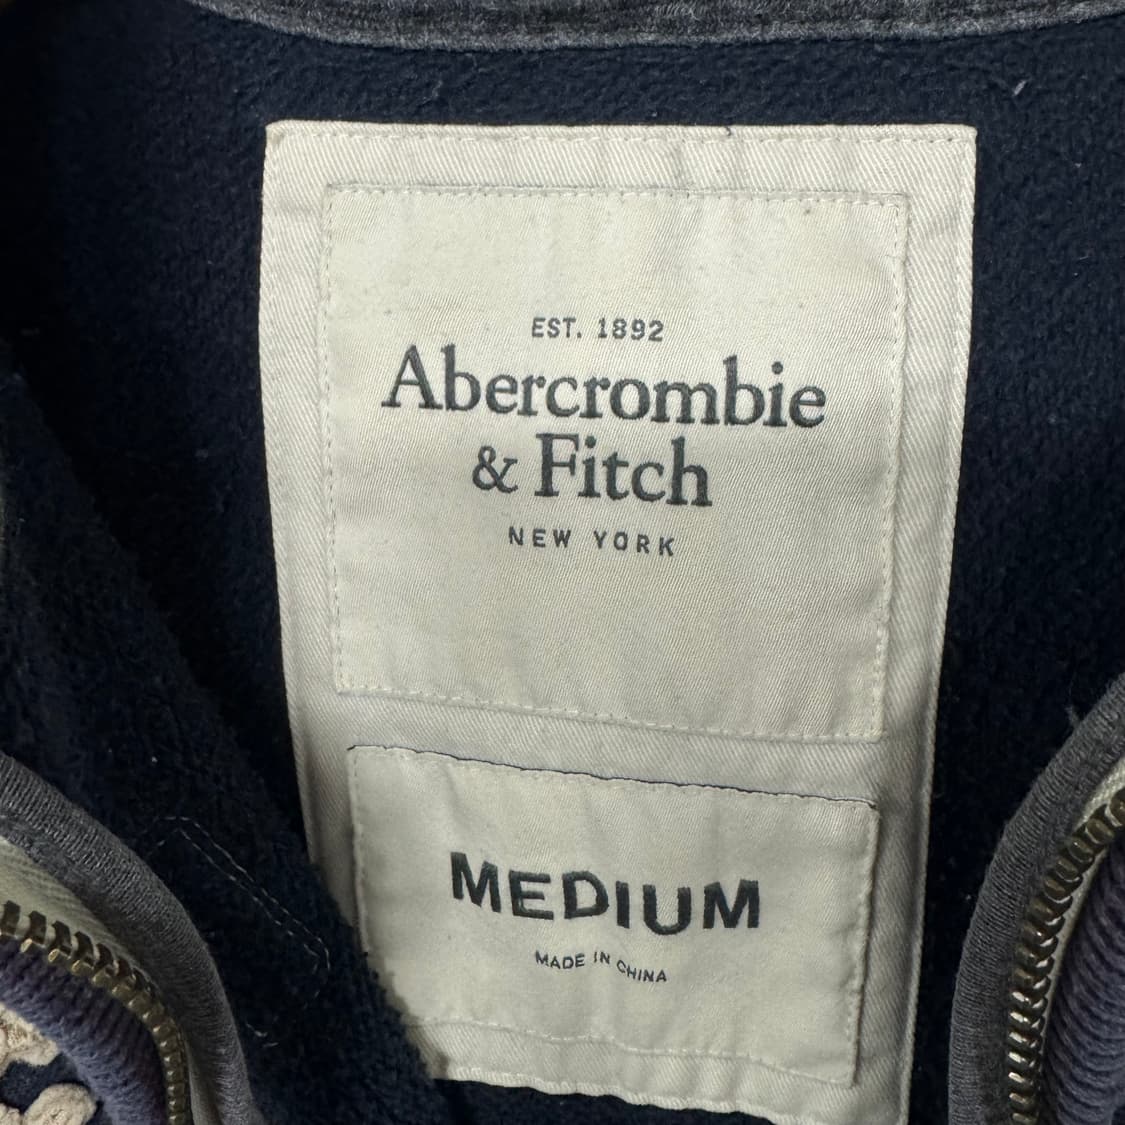 EST. 1892
Abercrombie
& Fitch
NEW YORK
MEDIUM
MADE IN CHINA